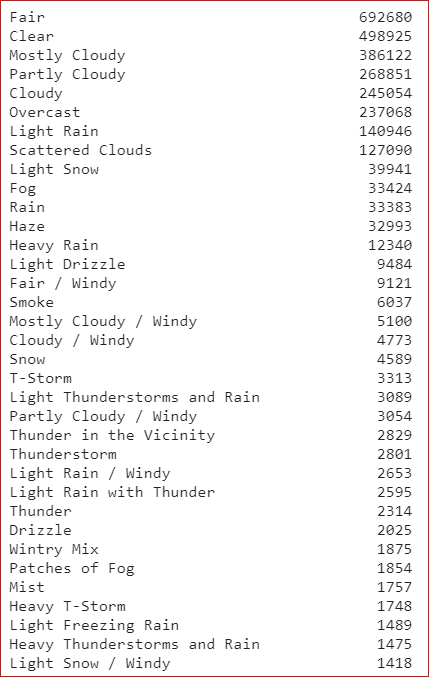 Fair 692680
Clear 498925
Mostly Cloudy 386122
Partly Cloudy 268851
Cloudy 245054
Overcast 237068
Light Rain 140946
Scattered Clouds 127090
Light Snow 39941
Fog 33424
Rain 33383
Haze 32993
Heavy Rain 12340
Light Drizzle 9484
Fair / Windy 9121
Smoke 6037
Mostly Cloudy / Windy 5100
Cloudy / Windy 4773
Snow 4589
T-Storm 3313
Light Thunderstorms and Rain 3089
Partly Cloudy / Windy 3054
Thunder in the Vicinity 2829
Thunderstorm 2801
Light Rain / Windy 2653
Light Rain with Thunder 2595
Thunder 2314
Drizzle 2025
Wintry Mix 1875
Patches of Fog 1854
Mist 1757
Heavy T-Storm 1748
Light Freezing Rain 1489
Heavy Thunderstorms and Rain 1475
Light Snow / Windy 1418